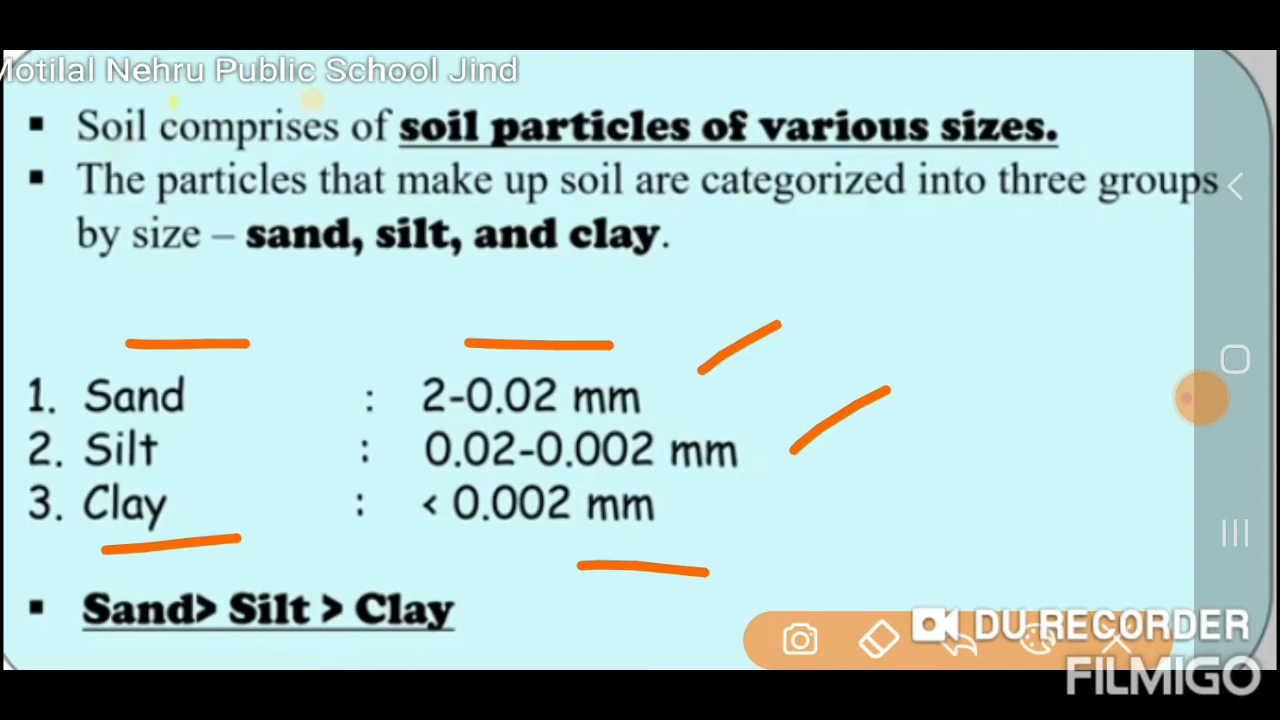 Motilal Nehru Public School Jind
▪ Soil comprises of soil particles of various sizes.
▪ The particles that make up soil are categorized into three groups
by size – sand, silt, and clay.
1. Sand : 2-0.02 mm
2. Silt : 0.02-0.002 mm
3. Clay : < 0.002 mm
▪ Sand> Silt > Clay
DU RECORDER
FILMIGO